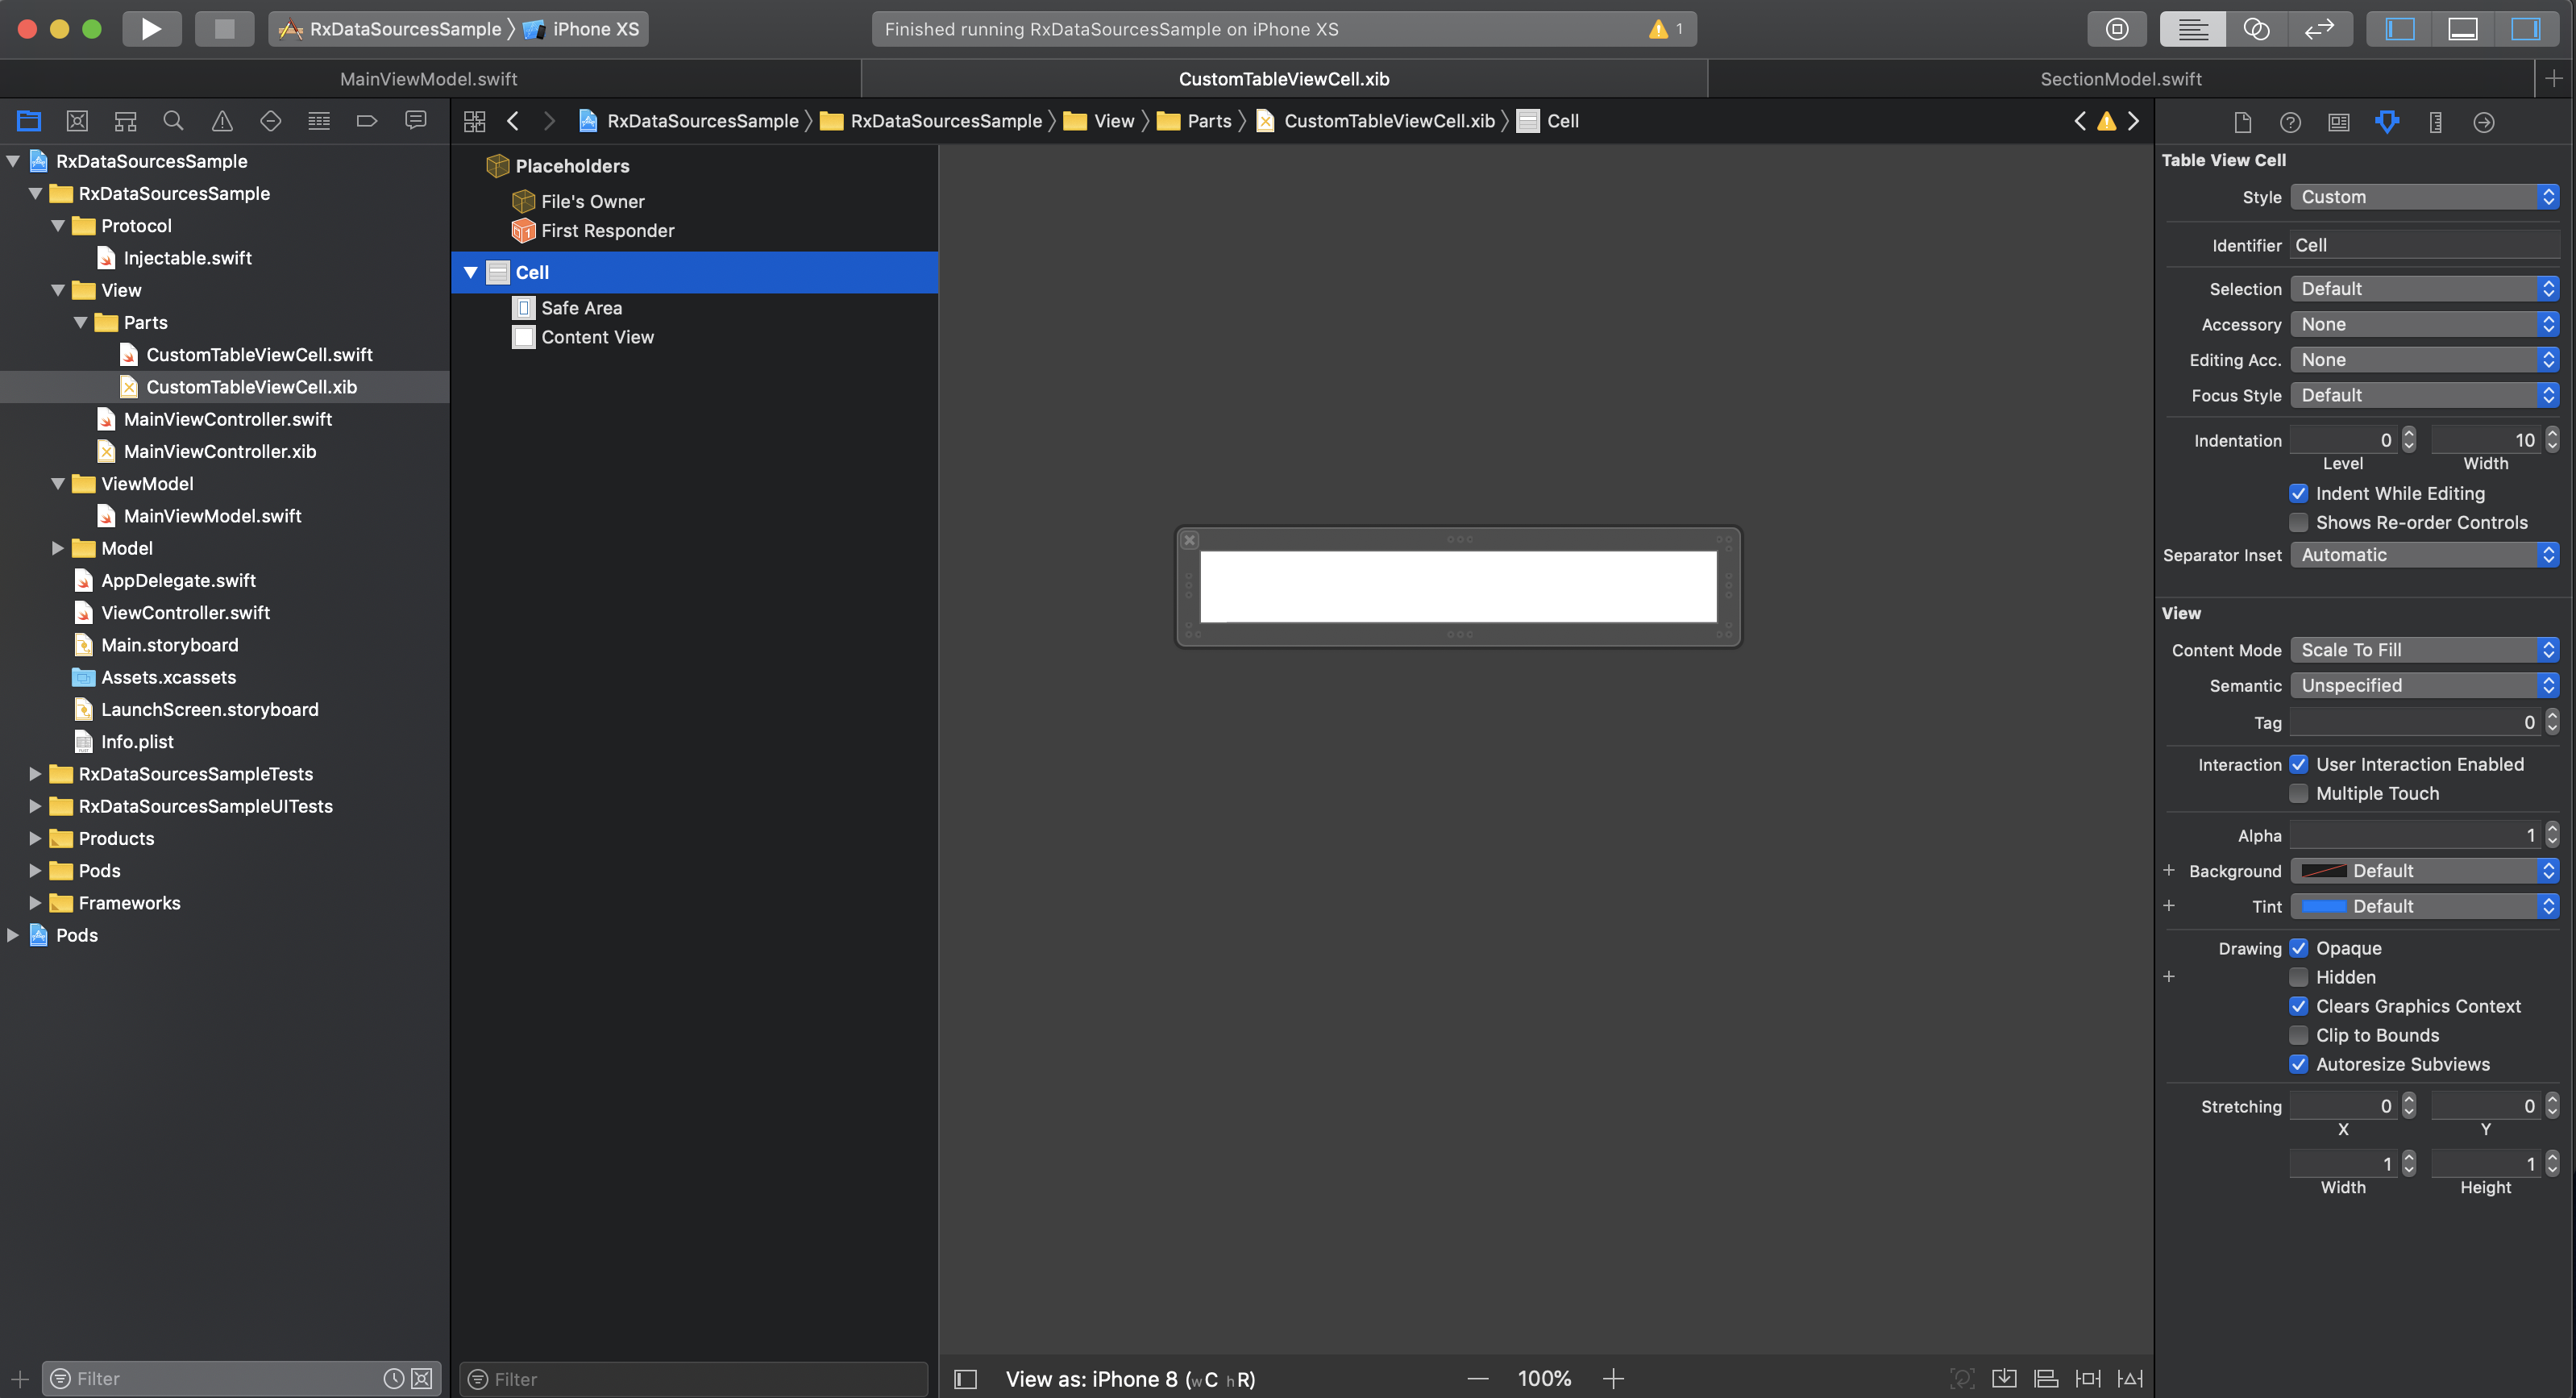 RxDataSourcesSample 〉 iPhone XS
Finished running RxDataSourcesSample on iPhone XS
1
MainViewModel.swift
CustomTableViewCell.xib
SectionModel.swift
RxDataSourcesSample 〉 RxDataSourcesSample 〉 View 〉 Parts 〉 CustomTableViewCell.xib 〉 Cell
RxDataSourcesSample
RxDataSourcesSample
Protocol
Injectable.swift
View
Parts
CustomTableViewCell.swift
CustomTableViewCell.xib
MainViewController.swift
MainViewController.xib
ViewModel
MainViewModel.swift
Model
AppDelegate.swift
ViewController.swift
Main.storyboard
Assets.xcassets
LaunchScreen.storyboard
Info.plist
RxDataSourcesSampleTests
RxDataSourcesSampleUITests
Products
Pods
Frameworks
Pods
Filter
Placeholders
File's Owner
First Responder
Cell
Safe Area
Content View
Filter
View as: iPhone 8 (wC hR)
100%
Table View Cell
Style Custom
Identifier Cell
Selection Default
Accessory None
Editing Acc. None
Focus Style Default
Indentation 0 10
Level Width
Indent While Editing
Shows Re-order Controls
Separator Inset Automatic
View
Content Mode Scale To Fill
Semantic Unspecified
Tag 0
Interaction User Interaction Enabled
Multiple Touch
Alpha 1
+ Background Default
+ Tint Default
Drawing Opaque
+ Hidden
Clears Graphics Context
Clip to Bounds
Autoresize Subviews
Stretching 0 0
X Y
1 1
Width Height